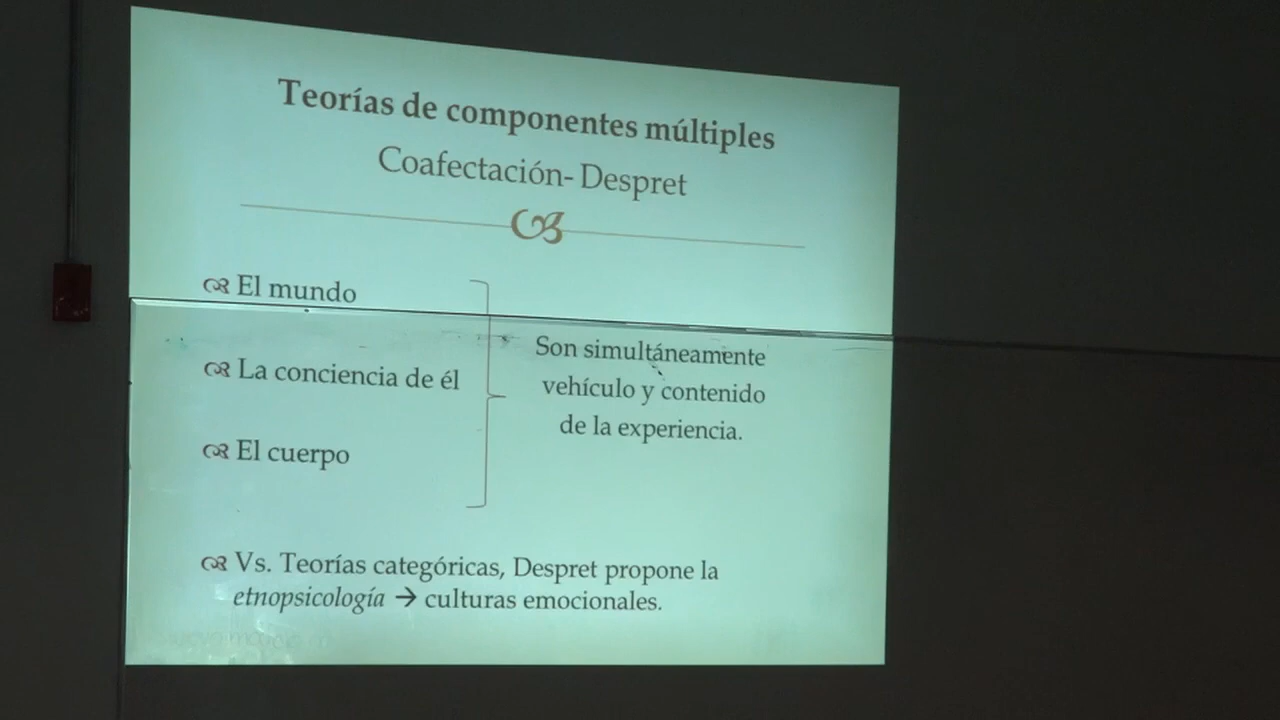 Teorías de componentes múltiples
Coafectación- Despret
El mundo
La conciencia de él
El cuerpo
Son simultáneamente
vehículo y contenido
de la experiencia.
Vs. Teorías categóricas, Despret propone la
etnopsicología → culturas emocionales.